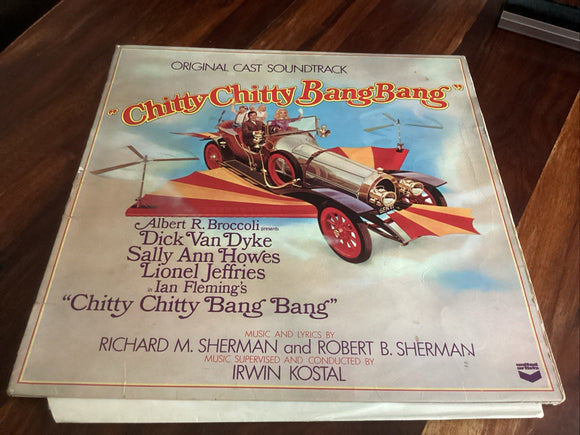 ORIGINAL CAST SOUNDTRACK
"Chitty Chitty Bang Bang"
Albert R. Broccoli presents
Dick Van Dyke
Sally Ann Howes
Lionel Jeffries
in Ian Fleming's
"Chitty Chitty Bang Bang"
MUSIC AND LYRICS BY
RICHARD M. SHERMAN and ROBERT B. SHERMAN
MUSIC SUPERVISED AND CONDUCTED BY
IRWIN KOSTAL
united
artists